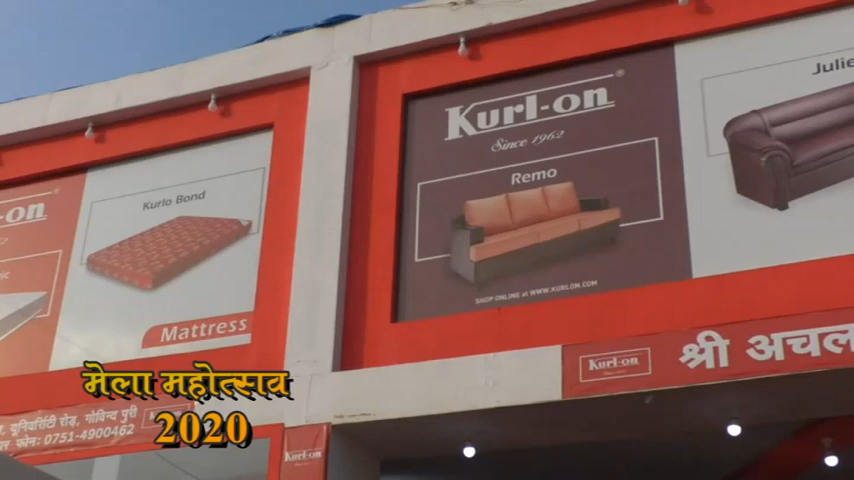 Kurl-on
Since 1962
Remo
SHOP ONLINE at WWW.KURLON.COM
Kurlo Bond
Mattress
-on
Kurl-on
श्री अचल
यूनिवर्सिटी रोड़, गोविन्द पुरी
फोन: 0751-4900462
Kurl-on
मेला महोत्सव
2020